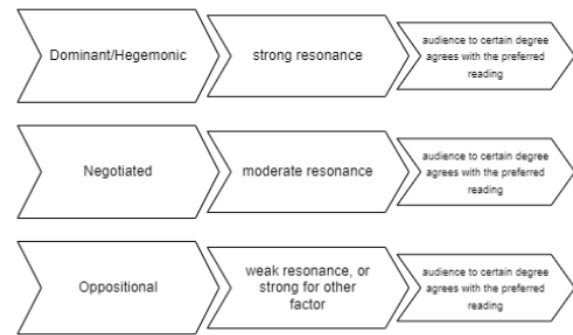 Dominant/Hegemonic
strong resonance
audience to certain degree
agrees with the preferred
reading
Negotiated
moderate resonance
audience to certain degree
agrees with the preferred
reading
Oppositional
weak resonance, or
strong for other
factor
audience to certain degree
agrees with the preferred
reading